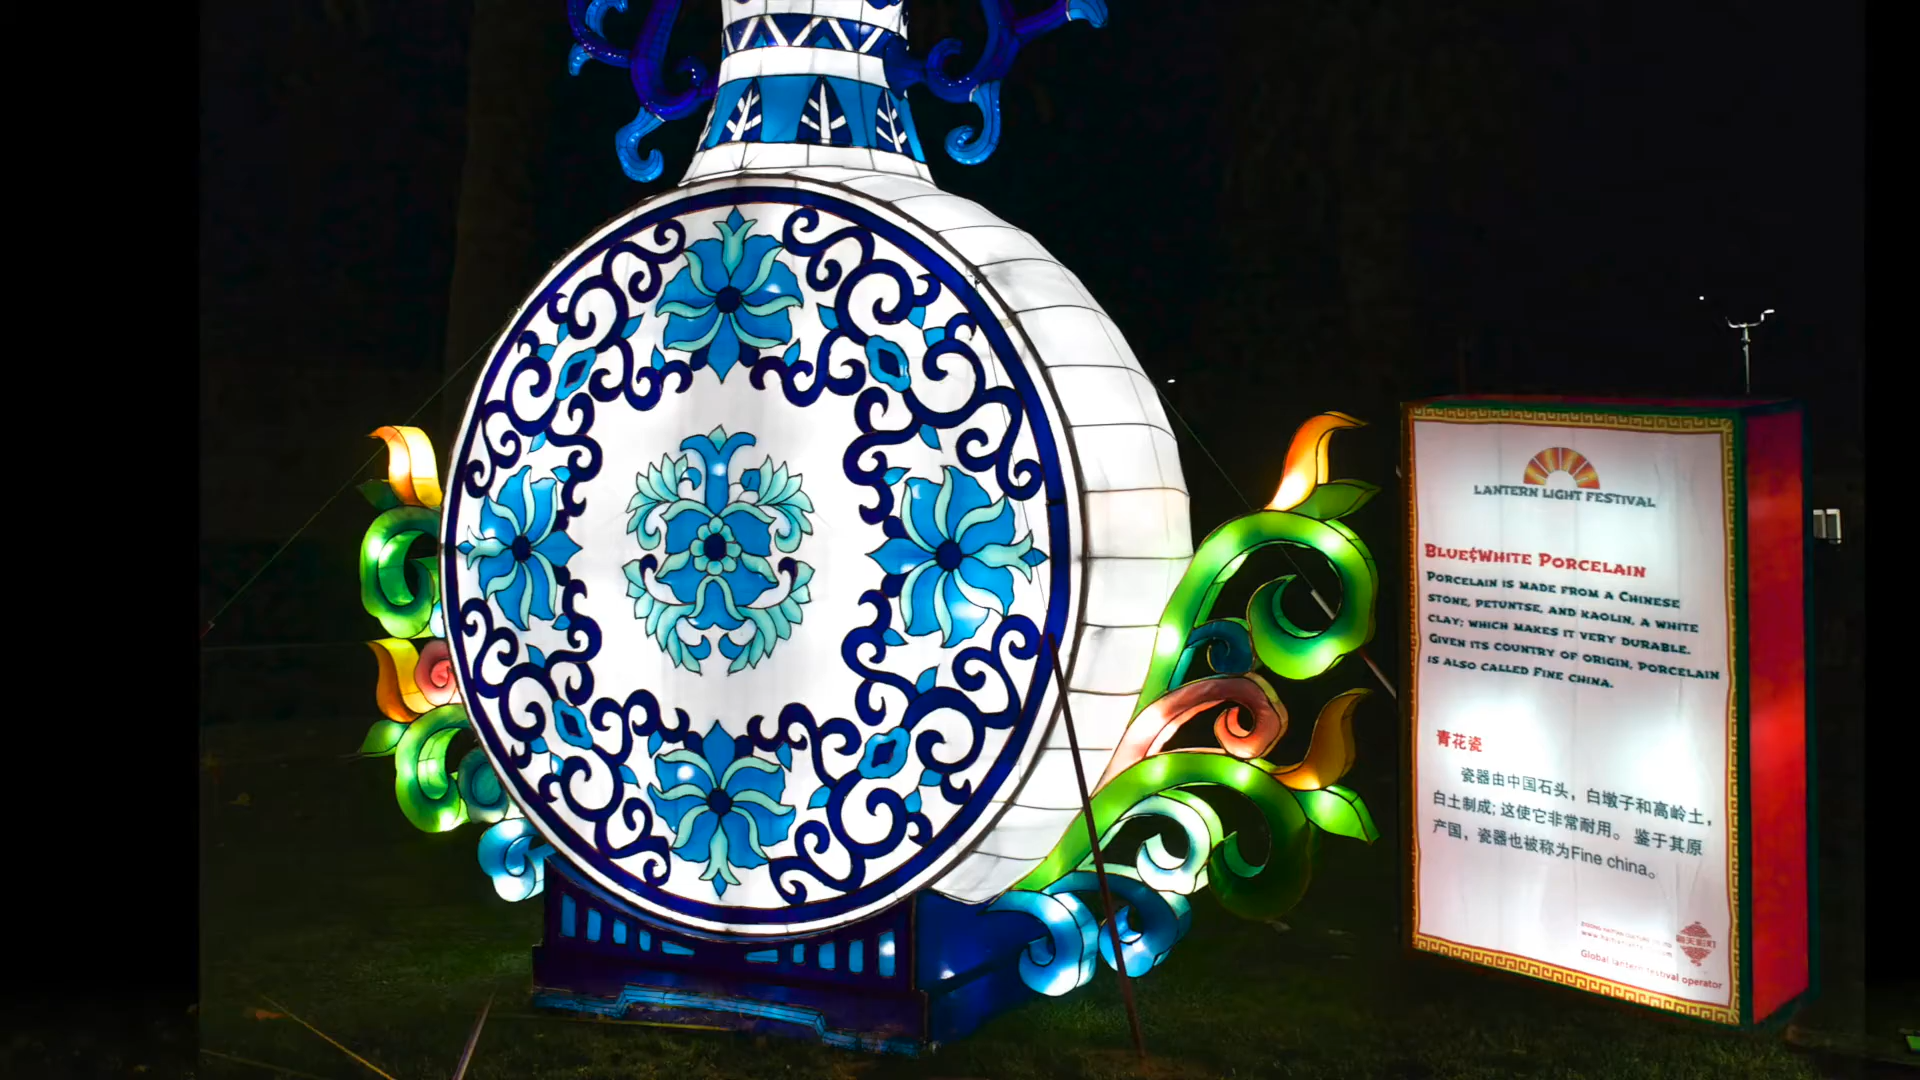 LANTERN LIGHT FESTIVAL
BLUE&WHITE PORCELAIN
PORCELAIN IS MADE FROM A CHINESE
STONE, PETUNTSE, AND KAOLIN, A WHITE
CLAY; WHICH MAKES IT VERY DURABLE.
GIVEN ITS COUNTRY OF ORIGIN, PORCELAIN
IS ALSO CALLED FINE CHINA.
青花瓷
瓷器由中国石头，白墩子和高岭土，
白土制成; 这使它非常耐用。 鉴于其原
产国，瓷器也被称为Fine china。
Global lantern festival operator